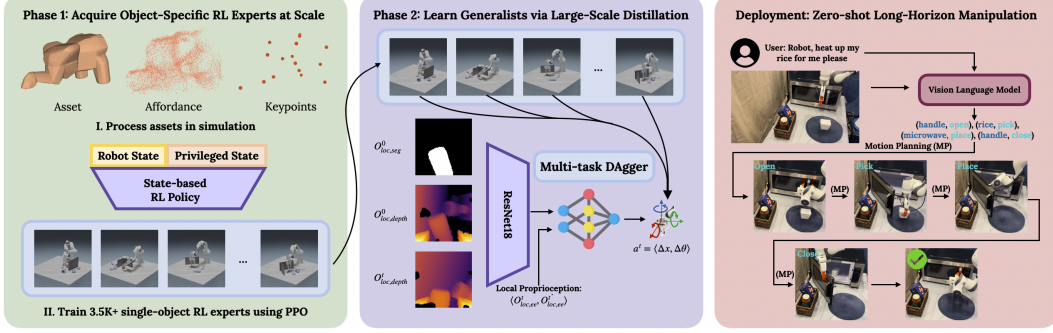 Phase 1: Acquire Object-Specific RL Experts at Scale
Asset
Affordance
Keypoints
I. Process assets in simulation
Robot State
Privileged State
State-based
RL Policy
...
II. Train 3.5K+ single-object RL experts using PPO
Phase 2: Learn Generalists via Large-Scale Distillation
...
O⁰loc,seg
O⁰loc,depth
Oᵗloc,depth
ResNet18
Multi-task DAgger
aᵗ = ⟨Δx, Δθ⟩
Local Proprioception:
Deployment: Zero-shot Long-Horizon Manipulation
User: Robot, heat up my
rice for me please
Vision Language Model
(handle, open), (rice, pick),
(microwave, place), (handle, close)
Motion Planning (MP)
Open
(MP)
Pick
(MP)
Place
(MP)
Close